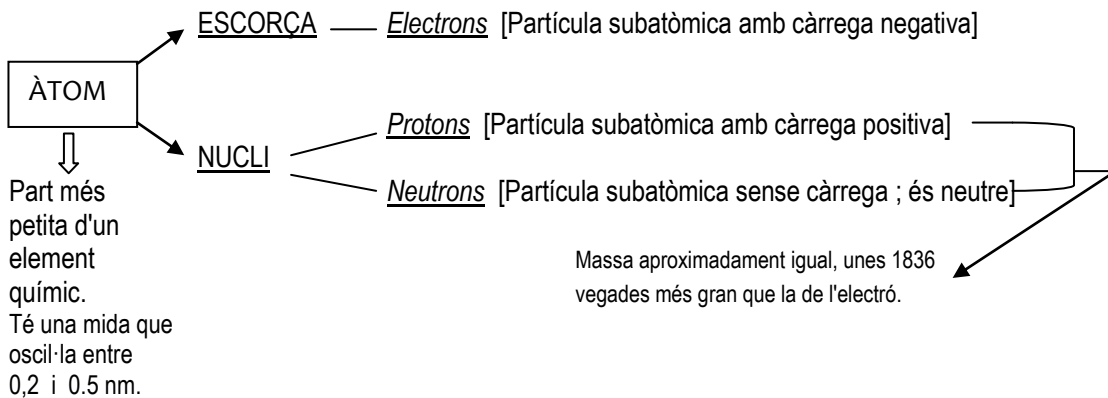 ESCORÇA Electrons [Partícula subatòmica amb càrrega negativa]
ÀTOM
Protons [Partícula subatòmica amb càrrega positiva]
NUCLI
Neutrons [Partícula subatòmica sense càrrega ; és neutre]
Part més
petita d'un
element
químic.
Té una mida que
oscil·la entre
0,2 i 0.5 nm.
Massa aproximadament igual, unes 1836
vegades més gran que la de l'electró.